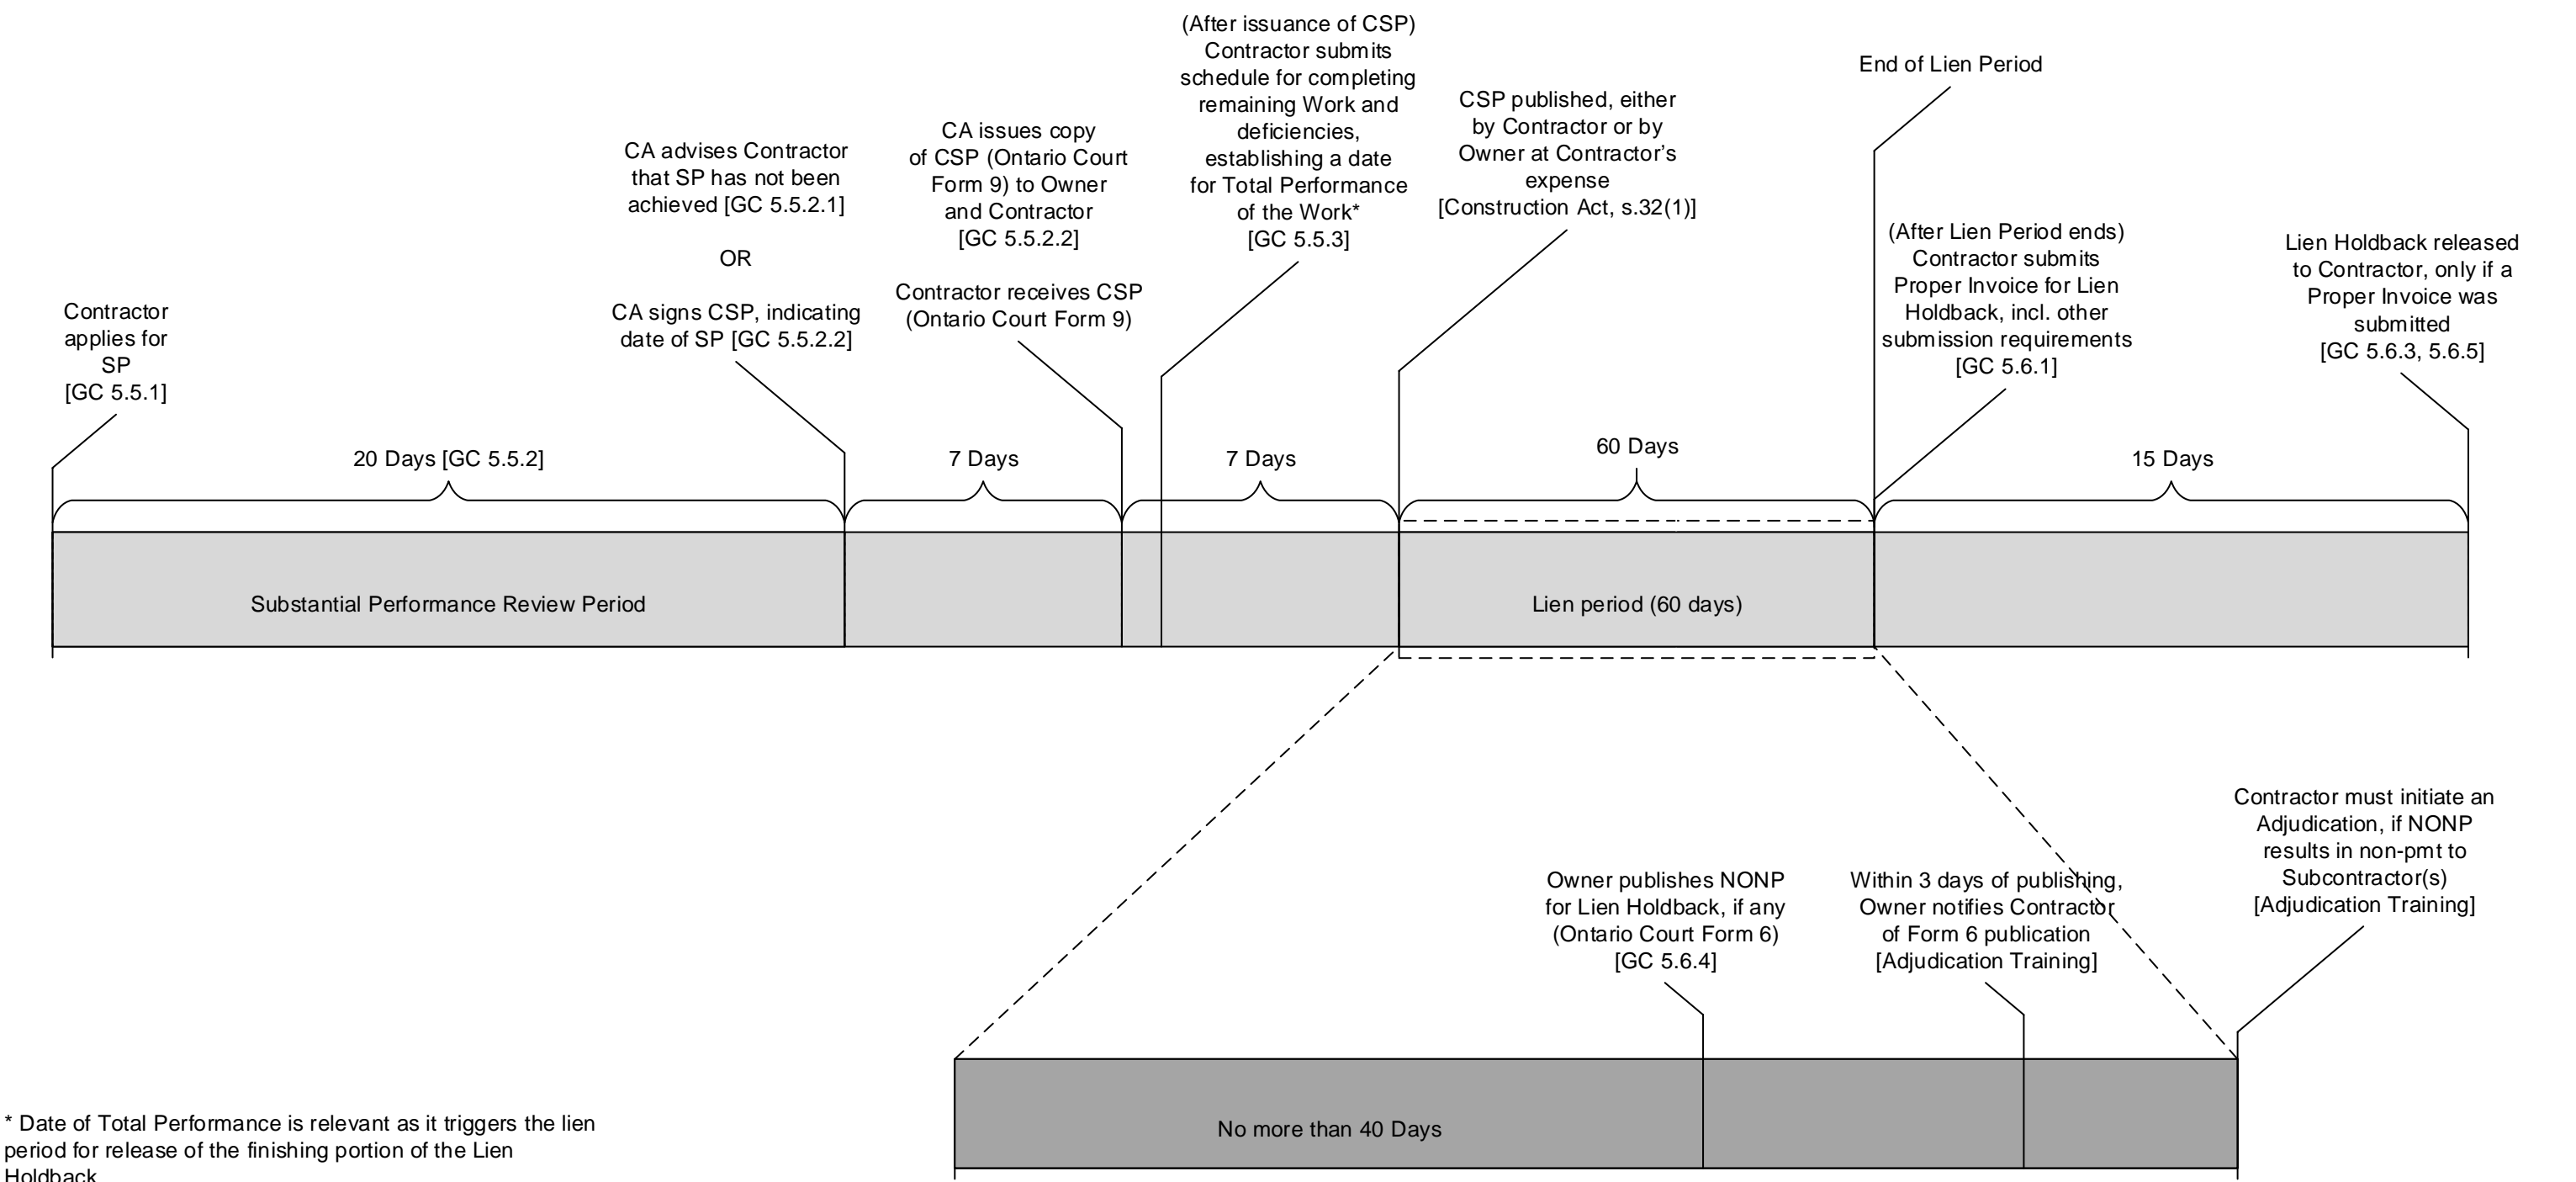 (After issuance of CSP)
Contractor submits
schedule for completing
remaining Work and
deficiencies,
establishing a date
for Total Performance
of the Work*
[GC 5.5.3]
End of Lien Period
CSP published, either
by Contractor or by
Owner at Contractor’s
expense
[Construction Act, s.32(1)]
CA advises Contractor
that SP has not been
achieved [GC 5.5.2.1]
OR
CA signs CSP, indicating
date of SP [GC 5.5.2.2]
CA issues copy
of CSP (Ontario Court
Form 9) to Owner
and Contractor
[GC 5.5.2.2]
Contractor receives CSP
(Ontario Court Form 9)
(After Lien Period ends)
Contractor submits
Proper Invoice for Lien
Holdback, incl. other
submission requirements
[GC 5.6.1]
Lien Holdback released
to Contractor, only if a
Proper Invoice was
submitted
[GC 5.6.3, 5.6.5]
Contractor
applies for
SP
[GC 5.5.1]
20 Days [GC 5.5.2]
7 Days
7 Days
60 Days
15 Days
Substantial Performance Review Period
Lien period (60 days)
Contractor must initiate an
Adjudication, if NONP
results in non-pmt to
Subcontractor(s)
[Adjudication Training]
Owner publishes NONP
for Lien Holdback, if any
(Ontario Court Form 6)
[GC 5.6.4]
Within 3 days of publishing,
Owner notifies Contractor
of Form 6 publication
[Adjudication Training]
No more than 40 Days
* Date of Total Performance is relevant as it triggers the lien
period for release of the finishing portion of the Lien
Holdback